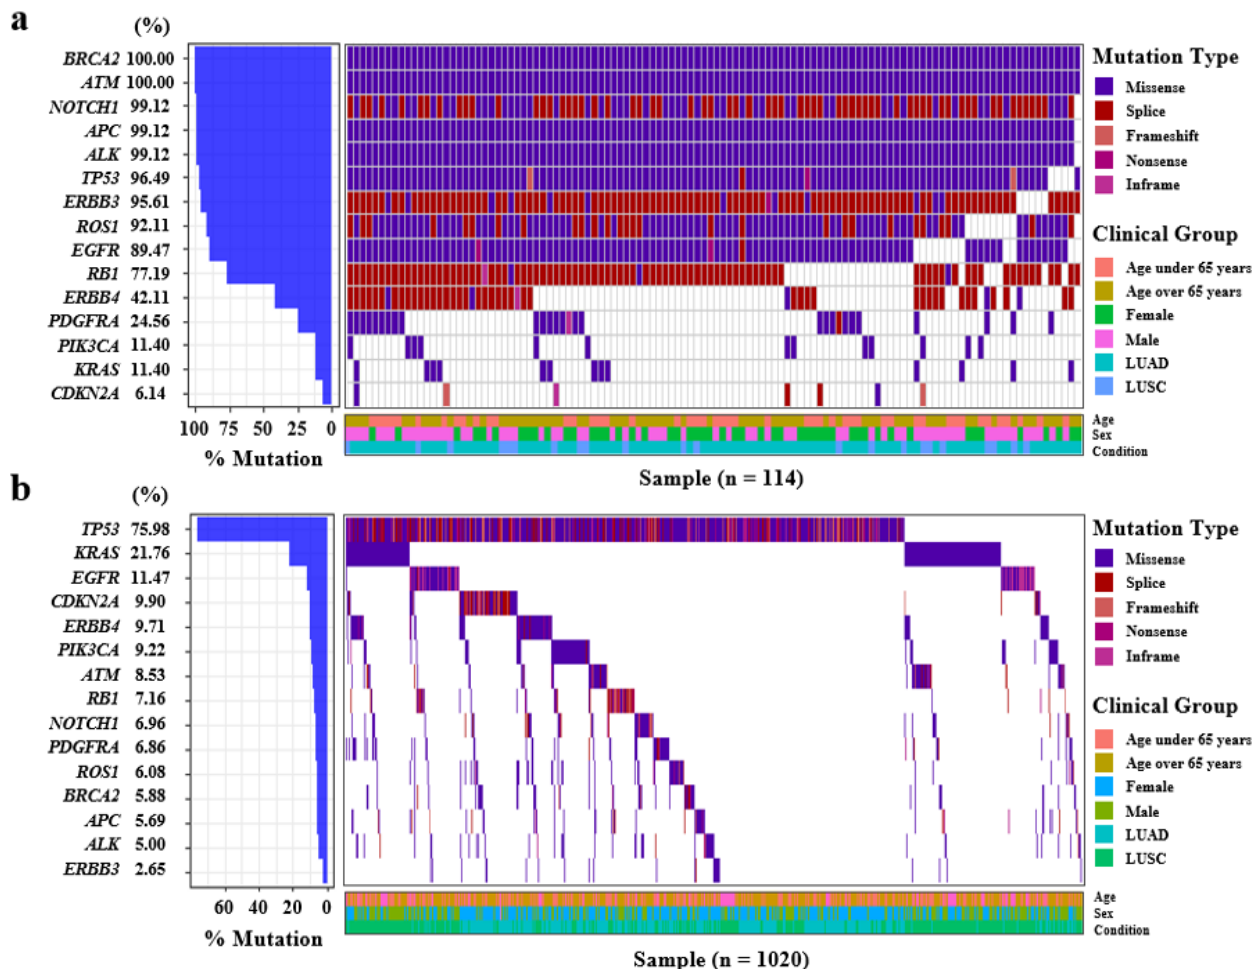 a
(%)
BRCA2 100.00
ATM 100.00
NOTCH1 99.12
APC 99.12
ALK 99.12
TP53 96.49
ERBB3 95.61
ROS1 92.11
EGFR 89.47
RB1 77.19
ERBB4 42.11
PDGFRA 24.56
PIK3CA 11.40
KRAS 11.40
CDKN2A 6.14
100 75 50 25 0
% Mutation
Mutation Type
Missense
Splice
Frameshift
Nonsense
Inframe
Clinical Group
Age under 65 years
Age over 65 years
Female
Male
LUAD
LUSC
Age
Sex
Condition
Sample (n = 114)
b
(%)
TP53 75.98
KRAS 21.76
EGFR 11.47
CDKN2A 9.90
ERBB4 9.71
PIK3CA 9.22
ATM 8.53
RB1 7.16
NOTCH1 6.96
PDGFRA 6.86
ROS1 6.08
BRCA2 5.88
APC 5.69
ALK 5.00
ERBB3 2.65
60 40 20 0
% Mutation
Mutation Type
Missense
Splice
Frameshift
Nonsense
Inframe
Clinical Group
Age under 65 years
Age over 65 years
Female
Male
LUAD
LUSC
Age
Sex
Condition
Sample (n = 1020)